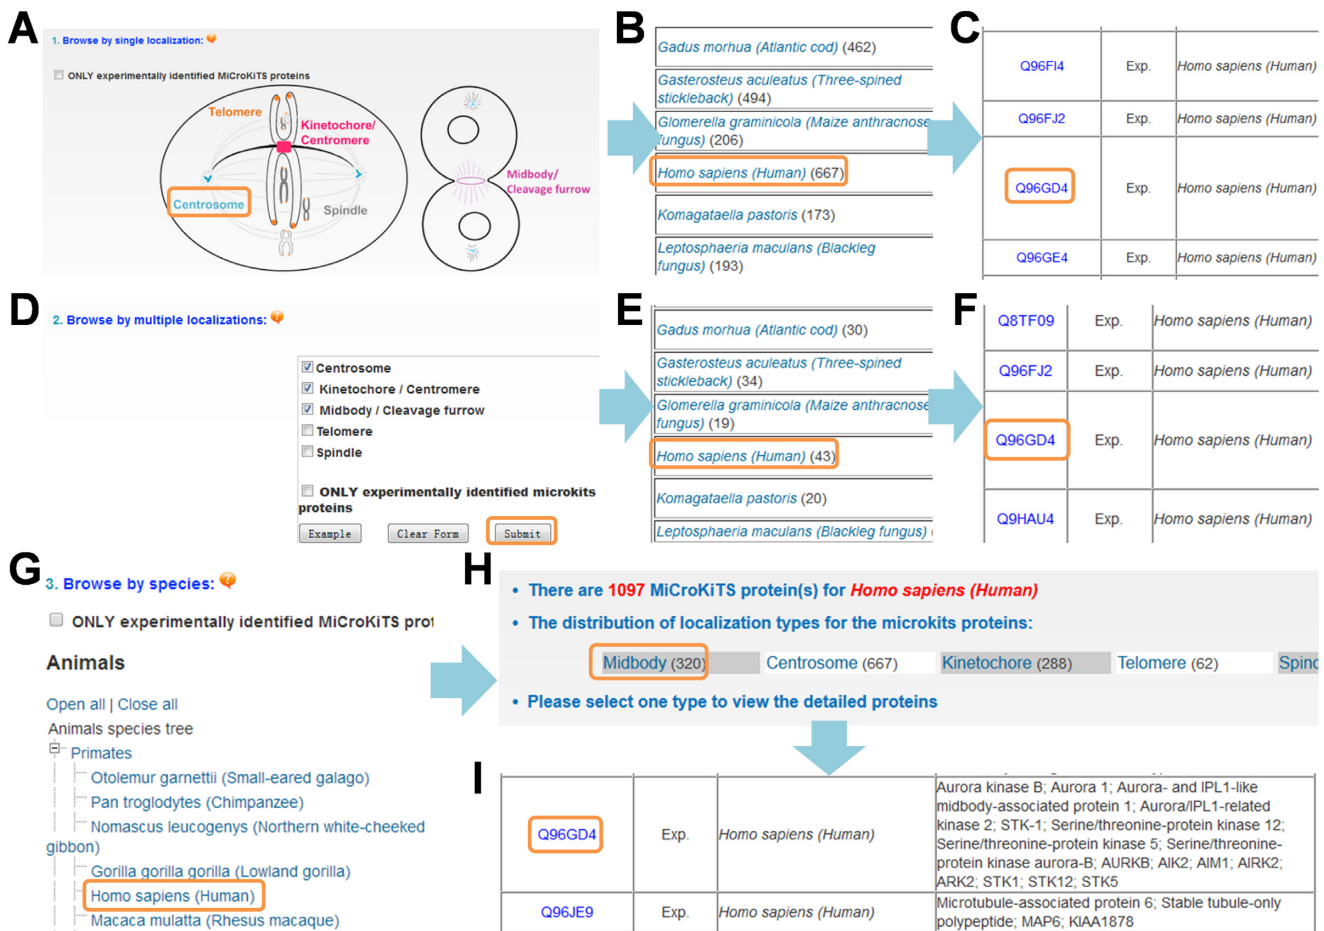 A
1. Browse by single localization:
ONLY experimentally identified MiCroKiTS proteins
Telomere
Kinetochore/
Centromere
Centrosome
Spindle
Midbody/
Cleavage furrow
B
Gadus morhua (Atlantic cod) (462)
Gasterosteus aculeatus (Three-spined
stickleback) (494)
Glomerella graminicola (Maize anthracnose
fungus) (206)
Homo sapiens (Human) (667)
Komagataella pastoris (173)
Leptosphaeria maculans (Blackleg
fungus) (193)
C
Q96FI4 Exp. Homo sapiens (Human)
Q96FJ2 Exp. Homo sapiens (Human)
Q96GD4 Exp. Homo sapiens (Human)
Q96GE4 Exp. Homo sapiens (Human)
D
2. Browse by multiple localizations:
Centrosome
Kinetochore / Centromere
Midbody / Cleavage furrow
Telomere
Spindle
ONLY experimentally identified microkits
proteins
Example Clear Form Submit
E
Gadus morhua (Atlantic cod) (30)
Gasterosteus aculeatus (Three-spined
stickleback) (34)
Glomerella graminicola (Maize anthracnose
fungus) (19)
Homo sapiens (Human) (43)
Komagataella pastoris (20)
Leptosphaeria maculans (Blackleg fungus) (
F
Q8TF09 Exp. Homo sapiens (Human)
Q96FJ2 Exp. Homo sapiens (Human)
Q96GD4 Exp. Homo sapiens (Human)
Q9HAU4 Exp. Homo sapiens (Human)
G
3. Browse by species:
ONLY experimentally identified MiCroKiTS prot
Animals
Open all | Close all
Animals species tree
Primates
Otolemur garnettii (Small-eared galago)
Pan troglodytes (Chimpanzee)
Nomascus leucogenys (Northern white-cheeked
gibbon)
Gorilla gorilla gorilla (Lowland gorilla)
Homo sapiens (Human)
Macaca mulatta (Rhesus macaque)
H
• There are 1097 MiCroKiTS protein(s) for Homo sapiens (Human)
• The distribution of localization types for the microkits proteins:
Midbody (320) Centrosome (667) Kinetochore (288) Telomere (62) Spinc
• Please select one type to view the detailed proteins
I
Q96GD4 Exp. Homo sapiens (Human)
Aurora kinase B; Aurora 1; Aurora- and IPL1-like
midbody-associated protein 1; Aurora/IPL1-related
kinase 2; STK-1; Serine/threonine-protein kinase 12;
Serine/threonine-protein kinase 5; Serine/threonine-
protein kinase aurora-B; AURKB; AIK2; AIM1; AIRK2;
ARK2; STK1; STK12; STK5
Q96JE9 Exp. Homo sapiens (Human)
Microtubule-associated protein 6; Stable tubule-only
polypeptide; MAP6; KIAA1878